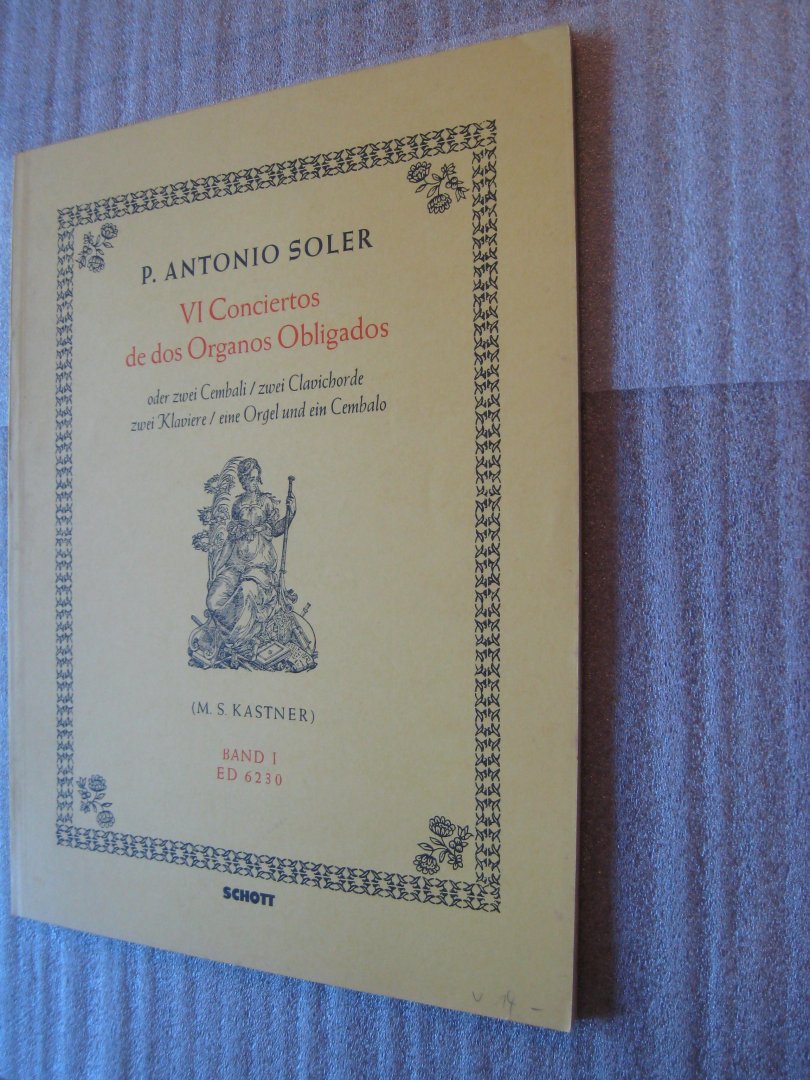 P. ANTONIO SOLER
VI Conciertos
de dos Organos Obligados
oder zwei Cembali / zwei Clavichorde
zwei Klaviere / eine Orgel und ein Cembalo
(M. S. KASTNER)
BAND I
ED 6230
SCHOTT